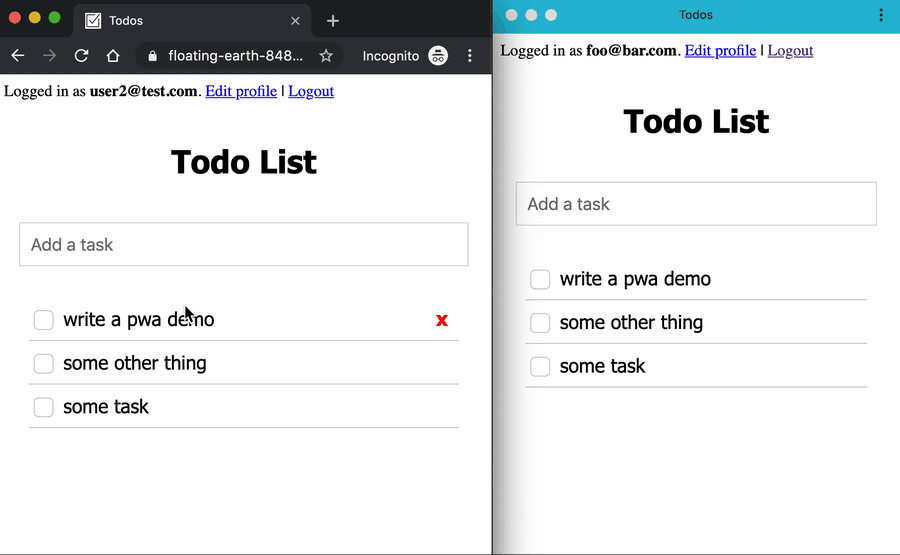 Todos
floating-earth-848...
Incognito
Logged in as user2@test.com. Edit profile | Logout
Todo List
Add a task
write a pwa demo
x
some other thing
some task
Todos
Logged in as foo@bar.com. Edit profile | Logout
Todo List
Add a task
write a pwa demo
some other thing
some task